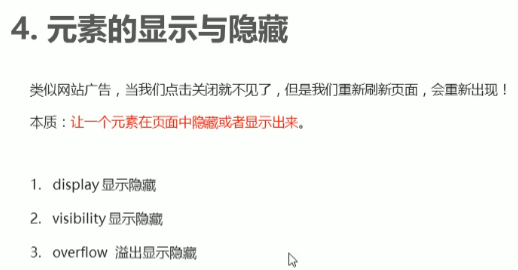 4. 元素的显示与隐藏
类似网站广告，当我们点击关闭就不见了，但是我们重新刷新页面，会重新出现！
本质：让一个元素在页面中隐藏或者显示出来。
1. display 显示隐藏
2. visibility 显示隐藏
3. overflow 溢出显示隐藏